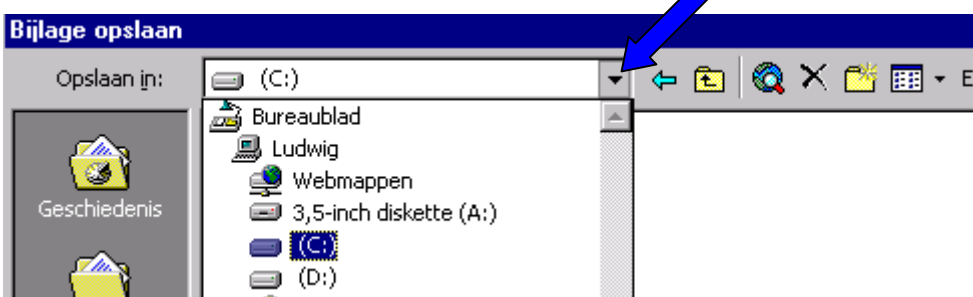 Bijlage opslaan
Opslaan in: (C:) E
Bureaublad
Ludwig
Webmappen
Geschiedenis
3,5-inch diskette (A:)
(C:)
(D:)